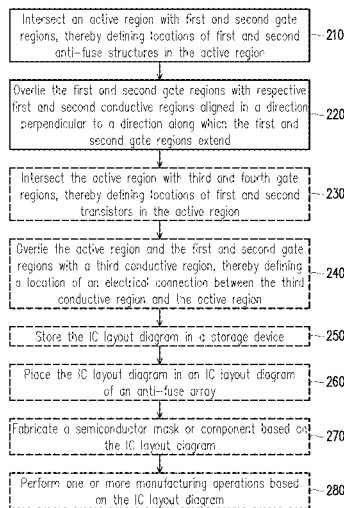 Intersect an active region with first and second gate
regions, thereby defining locations of first and second
anti-fuse structures in the active region
210
Overlie the first and second gate regions with respective
first and second conductive regions aligned in a direction
perpendicular to a direction along which the first and
second gate regions extend
220
Intersect the active region with third and fourth gate
regions, thereby defining locations of first and second
transistors in the active region
230
Overlie the active region and the first and second gate
regions with a third conductive region, thereby defining
a location of an electrical connection between the third
conductive region and the active region
240
Store the IC layout diagram in a storage device
250
Place the IC layout diagram in an IC layout diagram
of an anti-fuse array
260
Fabricate a semiconductor mask or component based on
the IC layout diagram
270
Perform one or more manufacturing operations based
on the IC layout diagram
280